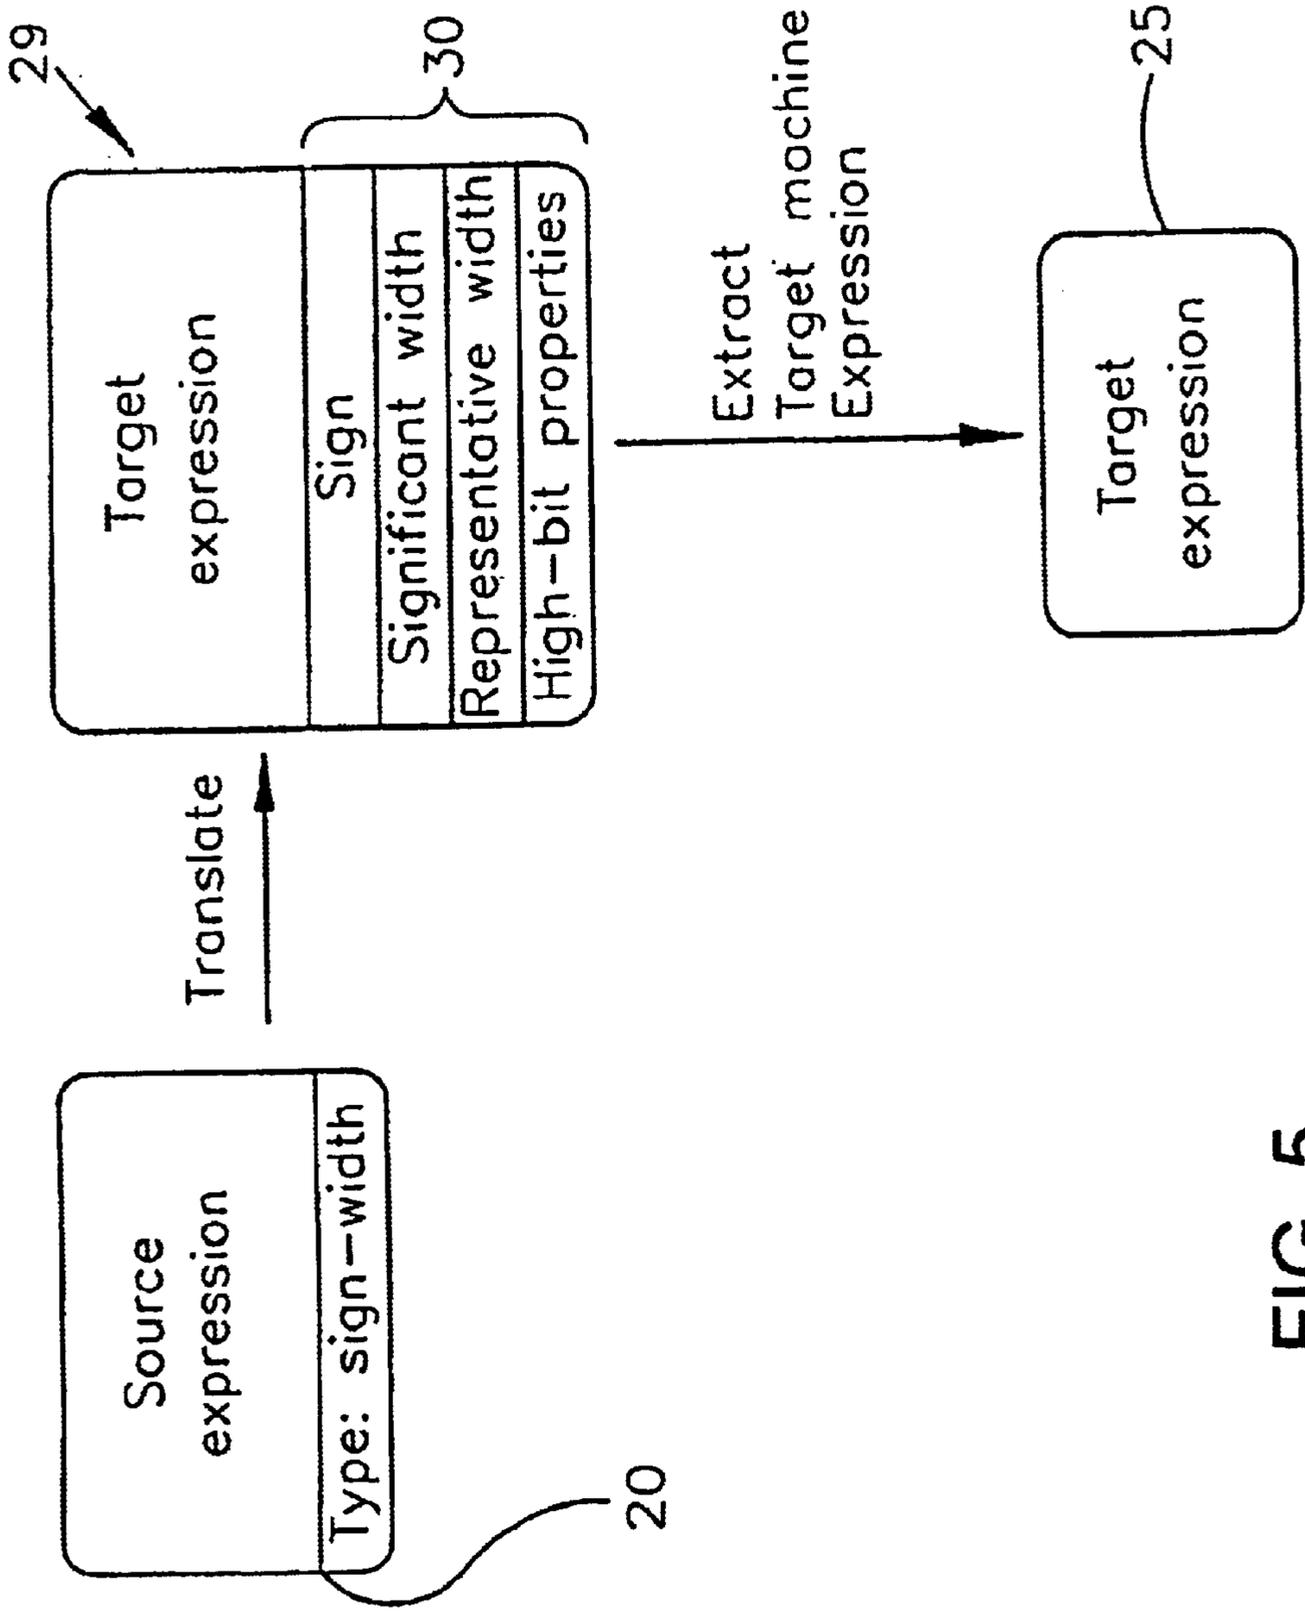 Source
expression
Type: sign-width
20
Translate
29
Target
expression
Sign
Significant width
Representative width
High-bit properties
30
Extract
Target machine
Expression
Target
expression
25
FIG. 5